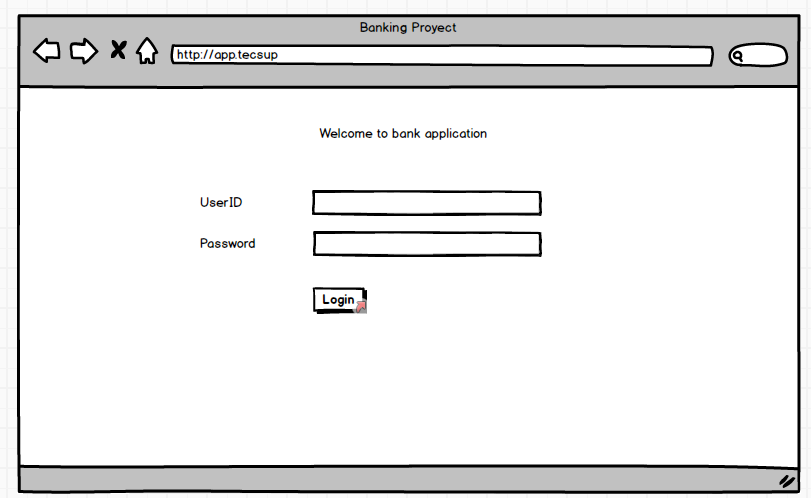 Banking Proyect
http://app.tecsup
Welcome to bank application
UserID
Password
Login